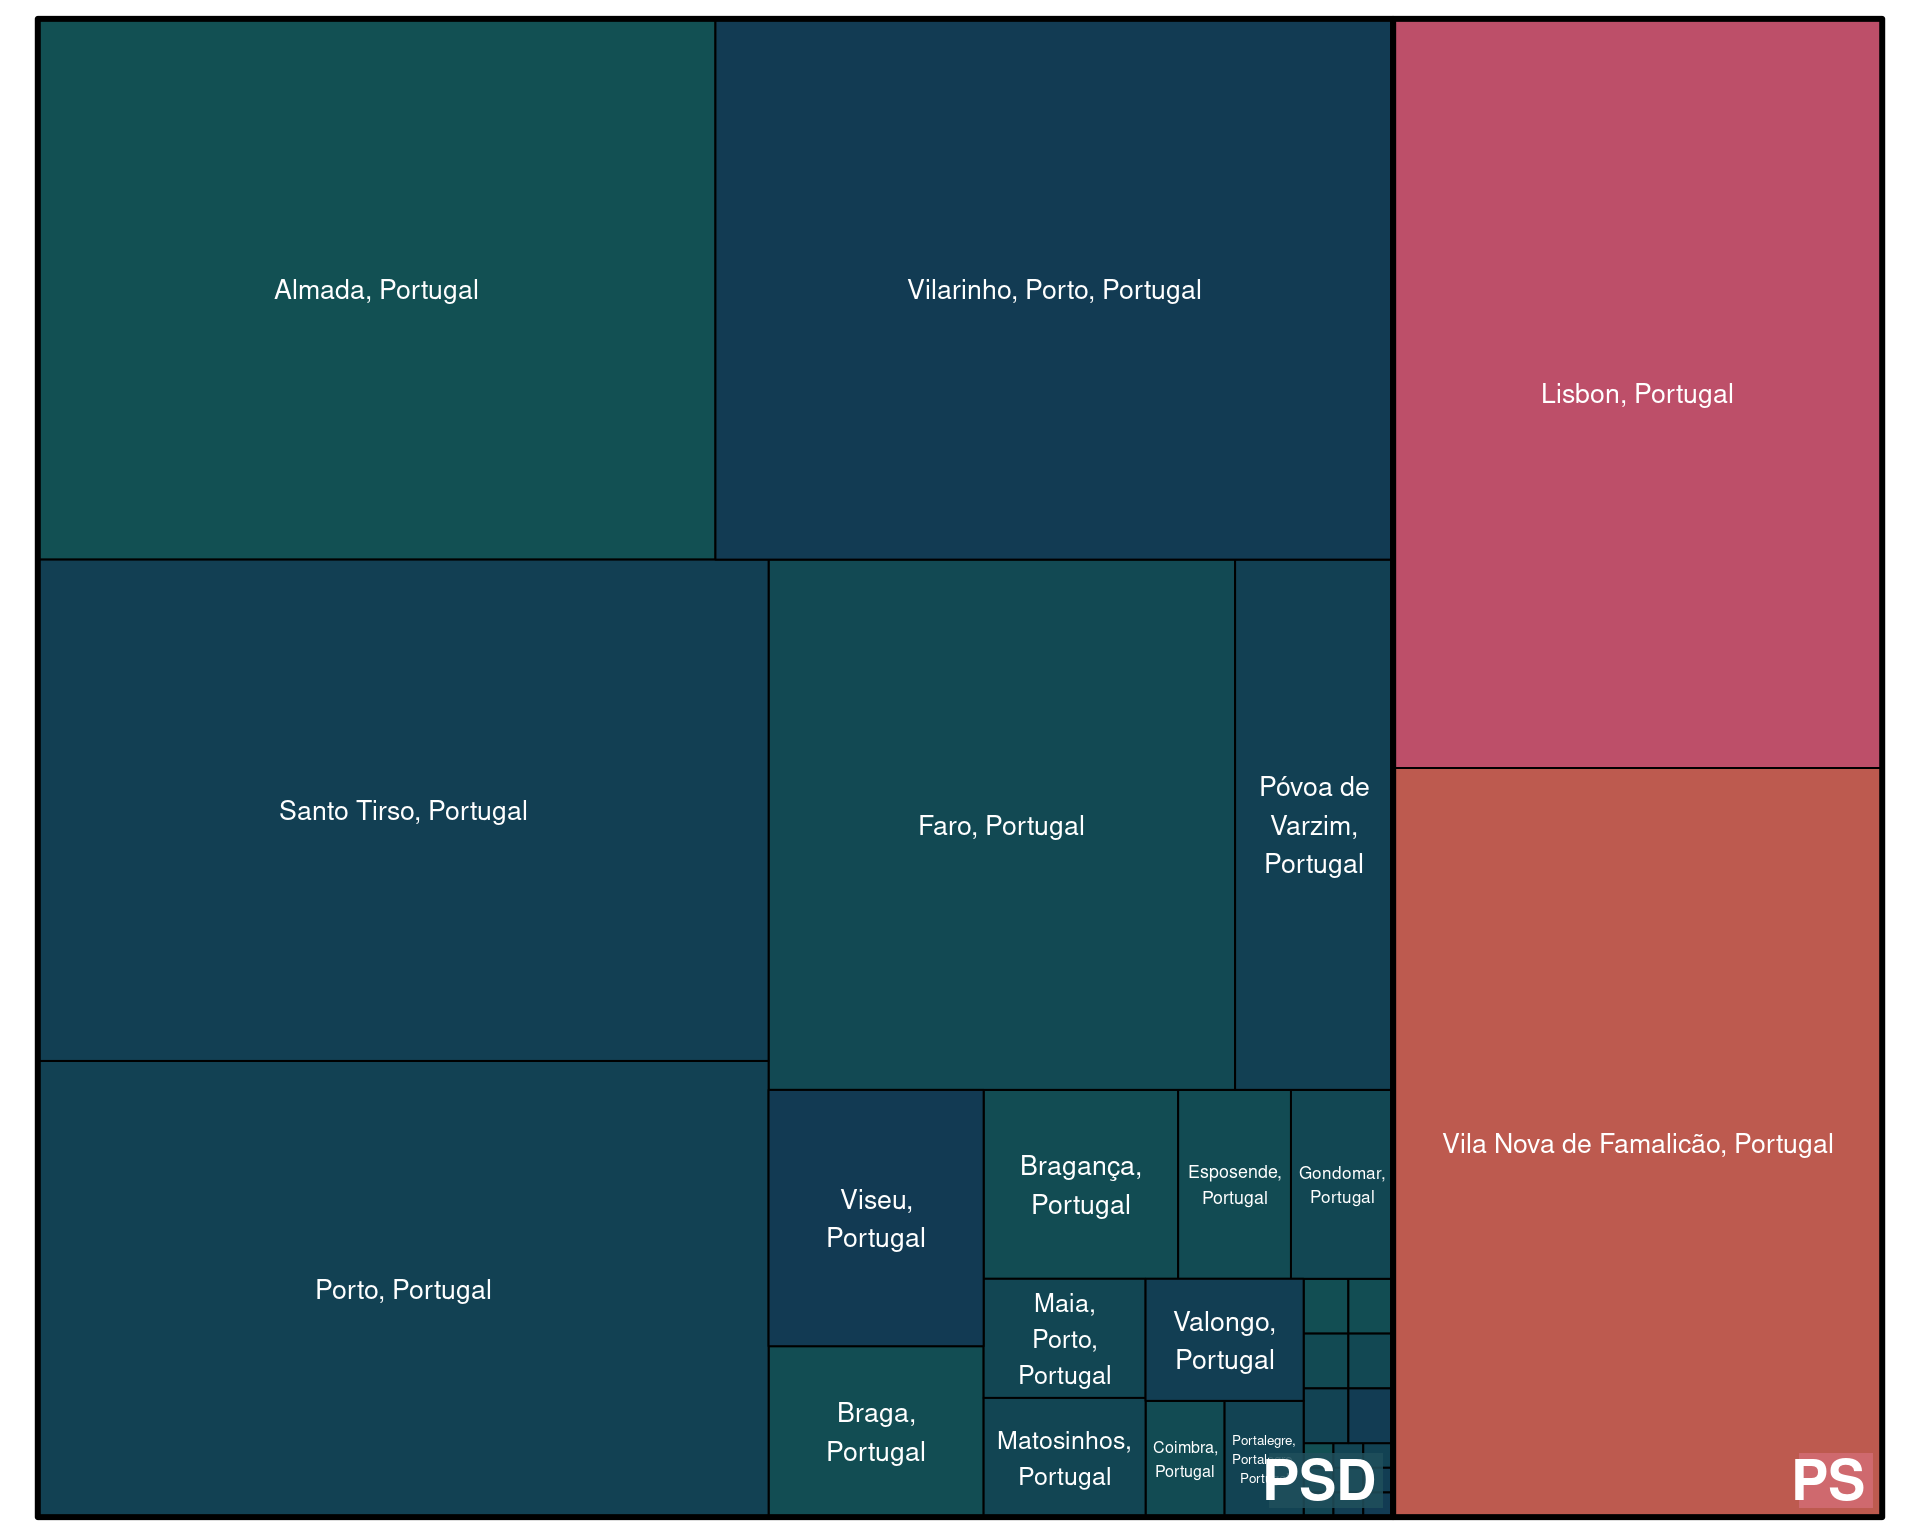 Almada, Portugal
Vilarinho, Porto, Portugal
Lisbon, Portugal
Santo Tirso, Portugal
Faro, Portugal
Póvoa de
Varzim,
Portugal
Porto, Portugal
Viseu,
Portugal
Bragança,
Portugal
Esposende,
Portugal
Gondomar,
Portugal
Vila Nova de Famalicão, Portugal
Maia,
Porto,
Portugal
Valongo,
Portugal
Braga,
Portugal
Matosinhos,
Portugal
Coimbra,
Portugal
Portalegre,
PSD
PS